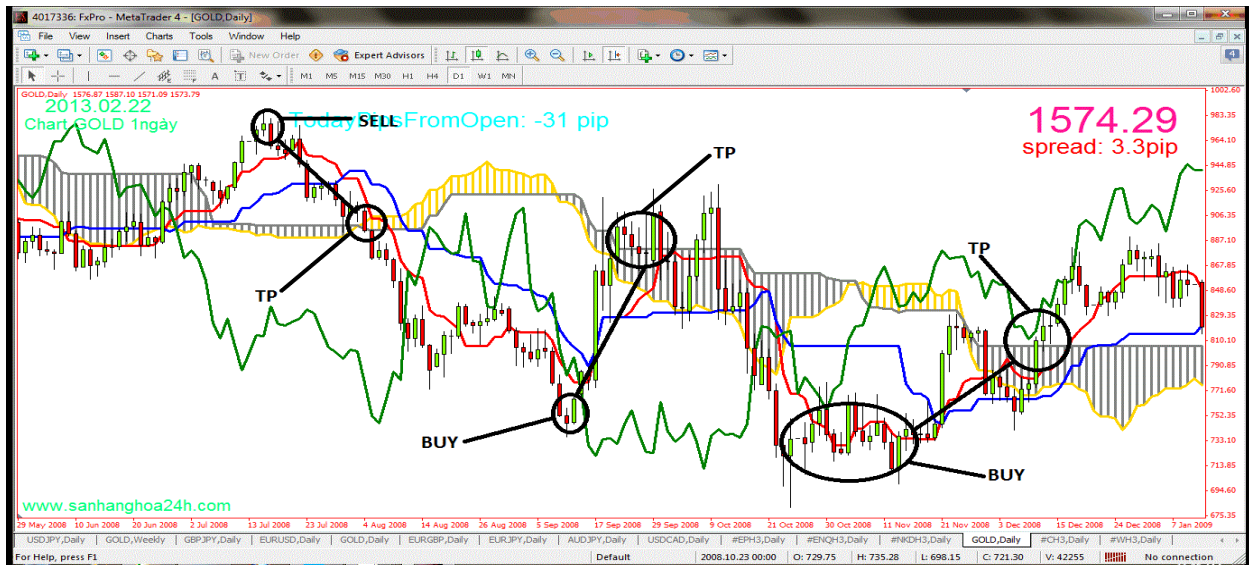 4017336: FxPro - MetaTrader 4 - [GOLD,Daily]
File View Insert Charts Tools Window Help
New Order Expert Advisors
4
A T M1 M5 M15 M30 H1 H4 D1 W1 MN
GOLD,Daily 1576.87 1587.10 1571.09 1573.79
2013.02.22
Chart GOLD 1ngày
SELL
TodayPipsFromOpen: -31 pip
1574.29
spread: 3.3pip
TP
TP
TP
BUY
BUY
www.sanhanghoa24h.com
1002.60
983.35
964.10
944.85
925.60
906.35
887.10
867.85
848.60
829.35
810.10
790.85
771.60
752.35
733.10
713.85
694.60
675.35
29 May 2008 10 Jun 2008 20 Jun 2008 2 Jul 2008 13 Jul 2008 23 Jul 2008 4 Aug 2008 14 Aug 2008 26 Aug 2008 5 Sep 2008 17 Sep 2008 29 Sep 2008 9 Oct 2008 21 Oct 2008 30 Oct 2008 11 Nov 2008 21 Nov 2008 3 Dec 2008 15 Dec 2008 24 Dec 2008 7 Jan 2009
USDJPY,Daily GOLD,Weekly GBPJPY,Daily EURUSD,Daily GOLD,Daily EURGBP,Daily EURJPY,Daily AUDJPY,Daily USDCAD,Daily #EPH3,Daily #ENQH3,Daily #NKDH3,Daily GOLD,Daily #CH3,Daily #WH3,Daily
For Help, press F1 Default 2008.10.23 00:00 O: 729.75 H: 735.28 L: 698.15 C: 721.30 V: 42255 No connection